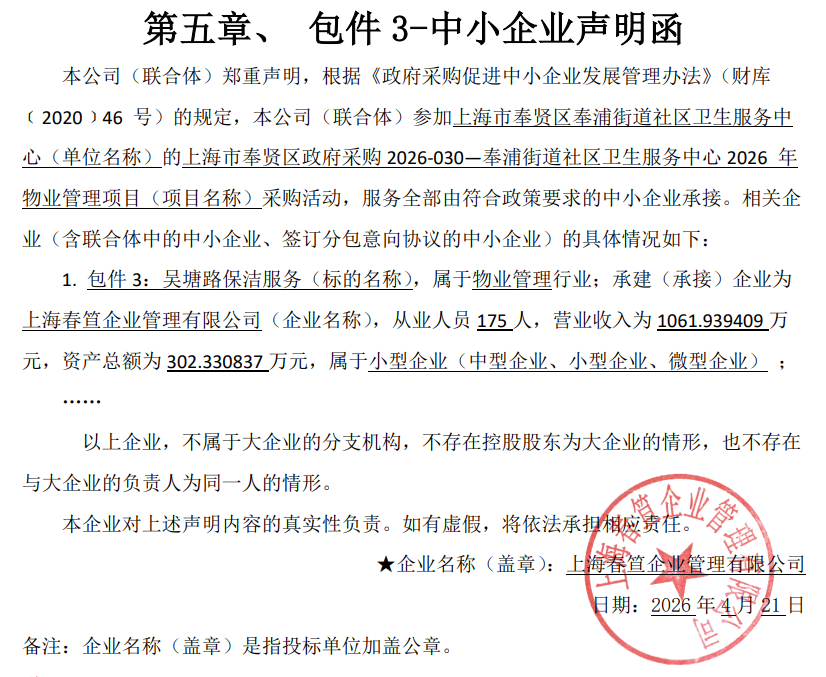 第五章、 包件 3-中小企业声明函
本公司（联合体）郑重声明，根据《政府采购促进中小企业发展管理办法》（财库
﹝2020﹞46 号）的规定，本公司（联合体）参加上海市奉贤区奉浦街道社区卫生服务中
心（单位名称）的上海市奉贤区政府采购 2026-030—奉浦街道社区卫生服务中心 2026 年
物业管理项目（项目名称）采购活动，服务全部由符合政策要求的中小企业承接。相关企
业（含联合体中的中小企业、签订分包意向协议的中小企业）的具体情况如下：
1. 包件 3：吴塘路保洁服务（标的名称），属于物业管理行业；承建（承接）企业为
上海春笪企业管理有限公司（企业名称），从业人员 175 人，营业收入为 1061.939409 万
元，资产总额为 302.330837 万元，属于小型企业（中型企业、小型企业、微型企业）；
……
以上企业，不属于大企业的分支机构，不存在控股股东为大企业的情形，也不存在
与大企业的负责人为同一人的情形。
本企业对上述声明内容的真实性负责。如有虚假，将依法承担相应责任。
★企业名称（盖章）：上海春笪企业管理有限公司
日期：2026 年 4 月 21 日
备注：企业名称（盖章）是指投标单位加盖公章。
上海春笪企业管理有限公司